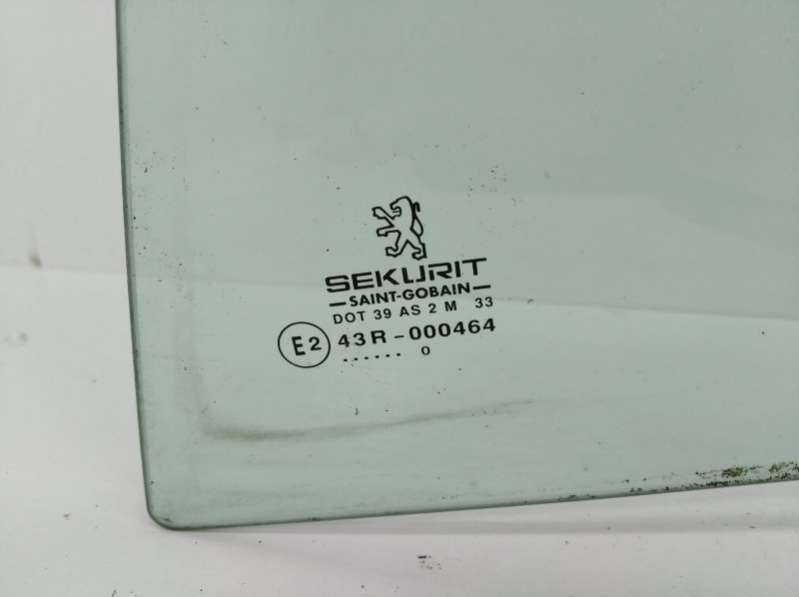 SEKURIT
SAINT-GOBAIN
DOT 39 AS 2 M 33
E2 43R-000464
...... 0